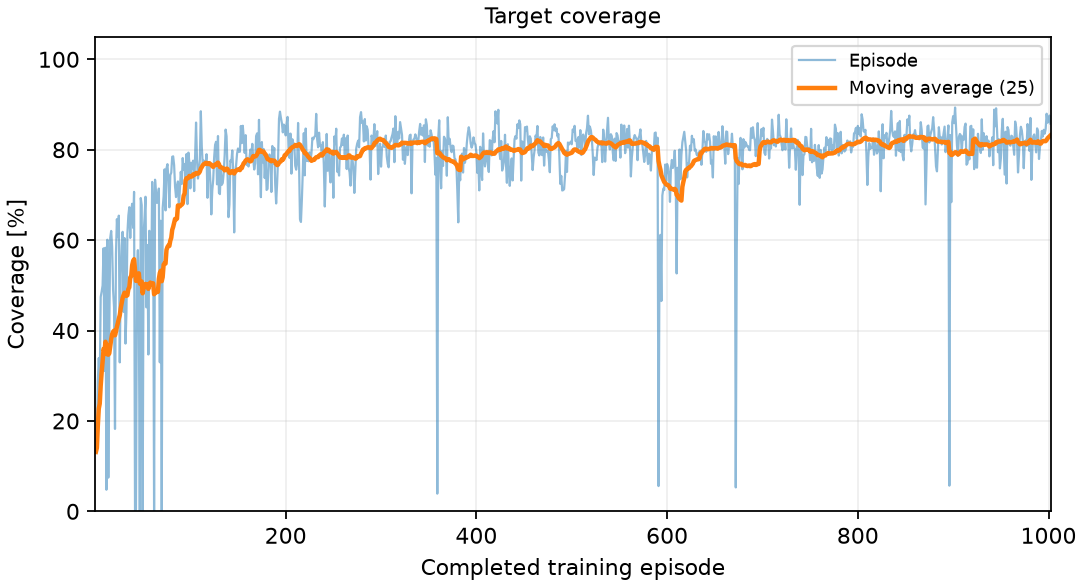 Target coverage
Episode
Moving average (25)
Coverage [%]
100
80
60
40
20
0
200
400
600
800
1000
Completed training episode